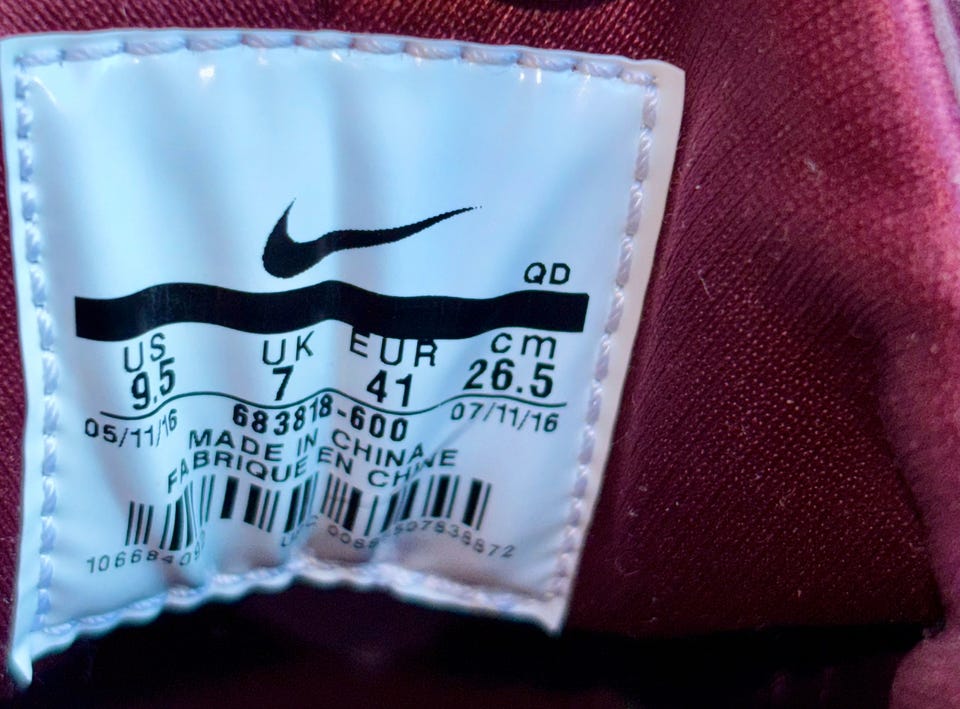 QD
US UK EUR cm
9.5 7 41 26.5
05/11/16 683818-600 07/11/16
MADE IN CHINA
FABRIQUE EN CHINE